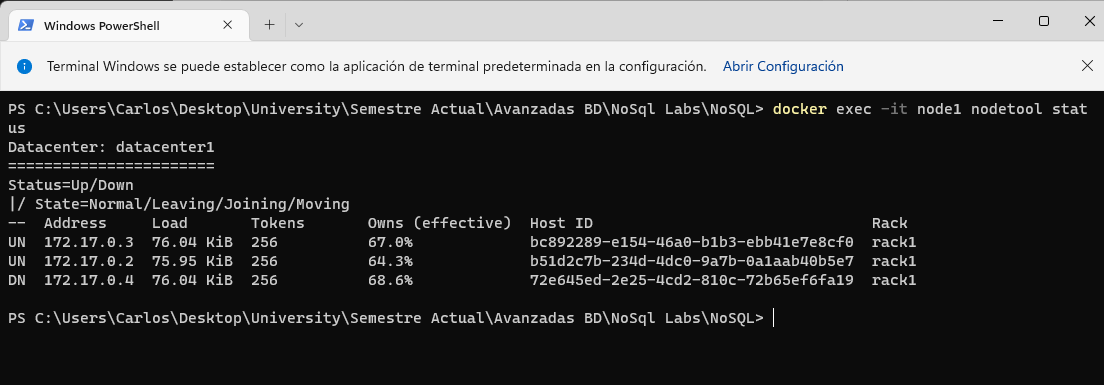 Windows PowerShell
Terminal Windows se puede establecer como la aplicación de terminal predeterminada en la configuración. Abrir Configuración
PS C:\Users\Carlos\Desktop\University\Semestre Actual\Avanzadas BD\NoSql Labs\NoSQL> docker exec -it node1 nodetool stat
us
Datacenter: datacenter1
=======================
Status=Up/Down
|/ State=Normal/Leaving/Joining/Moving
--  Address     Load       Tokens       Owns (effective)  Host ID                               Rack
UN  172.17.0.3  76.04 KiB  256          67.0%             bc892289-e154-46a0-b1b3-ebb41e7e8cf0  rack1
UN  172.17.0.2  75.95 KiB  256          64.3%             b51d2c7b-234d-4dc0-9a7b-0a1aab40b5e7  rack1
DN  172.17.0.4  76.04 KiB  256          68.6%             72e645ed-2e25-4cd2-810c-72b65ef6fa19  rack1
PS C:\Users\Carlos\Desktop\University\Semestre Actual\Avanzadas BD\NoSql Labs\NoSQL>